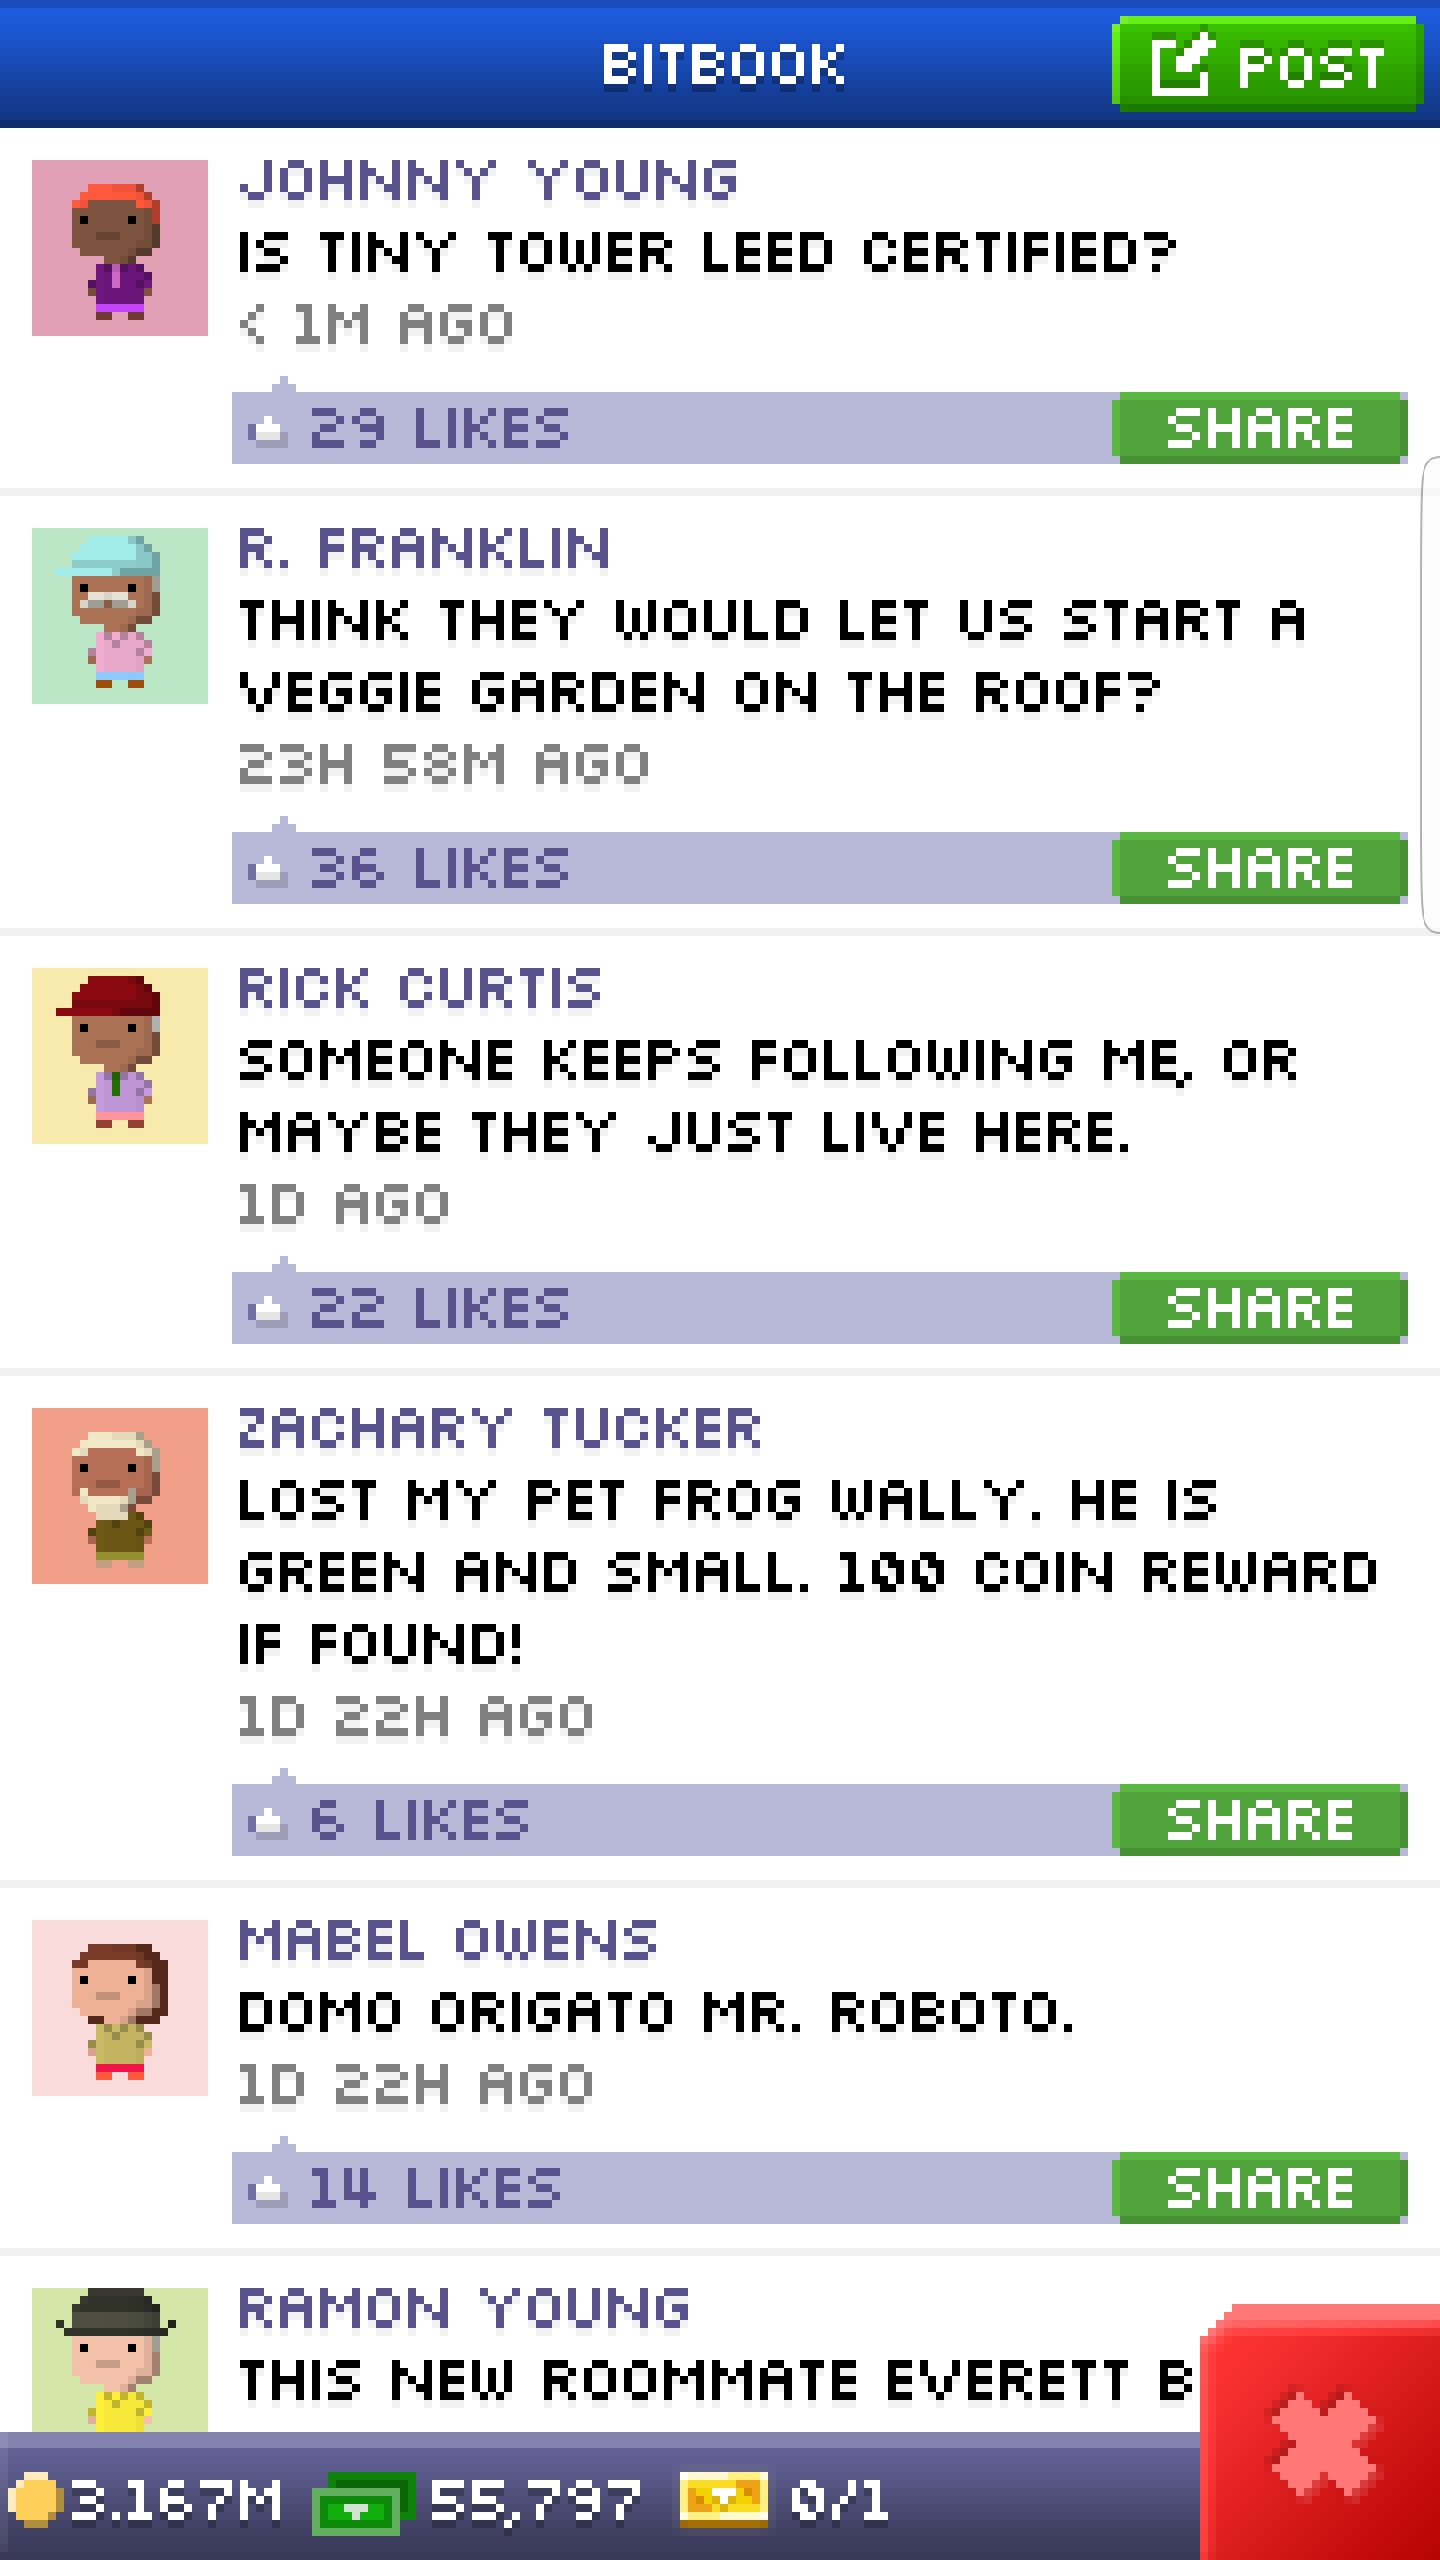 BITBOOK
POST
JOHNNY YOUNG
IS TINY TOWER LEED CERTIFIED?
< 1M AGO
29 LIKES
SHARE
R. FRANKLIN
THINK THEY WOULD LET US START A
VEGGIE GARDEN ON THE ROOF?
23H 58M AGO
36 LIKES
SHARE
RICK CURTIS
SOMEONE KEEPS FOLLOWING ME, OR
MAYBE THEY JUST LIVE HERE.
1D AGO
22 LIKES
SHARE
ZACHARY TUCKER
LOST MY PET FROG WALLY. HE IS
GREEN AND SMALL. 100 COIN REWARD
IF FOUND!
1D 22H AGO
6 LIKES
SHARE
MABEL OWENS
DOMO ORIGATO MR. ROBOTO.
1D 22H AGO
14 LIKES
SHARE
RAMON YOUNG
THIS NEW ROOMMATE EVERETT B
3.167M 55,797 0/1